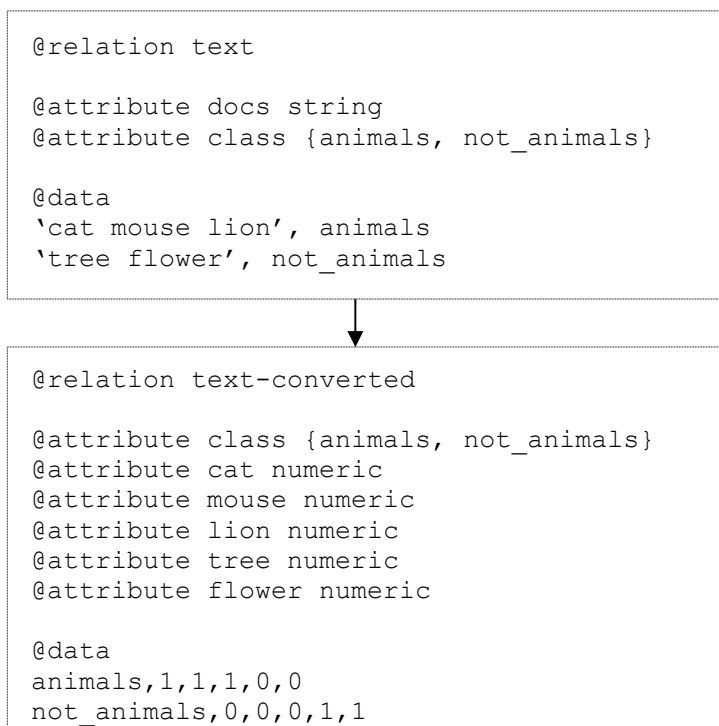 @relation text
@attribute docs string
@attribute class {animals, not_animals}
@data
‘cat mouse lion’, animals
‘tree flower’, not_animals
@relation text-converted
@attribute class {animals, not_animals}
@attribute cat numeric
@attribute mouse numeric
@attribute lion numeric
@attribute tree numeric
@attribute flower numeric
@data
animals,1,1,1,0,0
not_animals,0,0,0,1,1